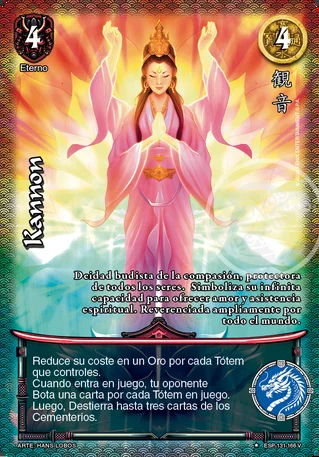 4
4
Eterno
観音
Kannon
Deidad budista de la compasión, protectora
de todos los seres. Simboliza su infinita
capacidad para ofrecer amor y asistencia
espiritual. Reverenciada ampliamente por
todo el mundo.
Reduce su coste en un Oro por cada Tótem
que controles.
Cuando entra en juego, tu oponente
Bota una carta por cada Tótem en juego.
Luego, Destierra hasta tres cartas de los
Cementerios.
ARTE: HANS LOBOS
ESP-131-166 V